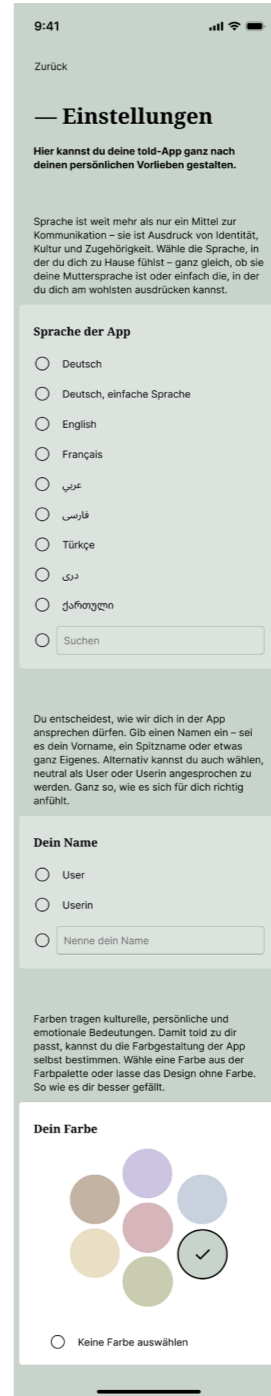 9:41
Zurück
— Einstellungen
Hier kannst du deine told-App ganz nach
deinen persönlichen Vorlieben gestalten.
Sprache ist weit mehr als nur ein Mittel zur
Kommunikation – sie ist Ausdruck von Identität,
Kultur und Zugehörigkeit. Wähle die Sprache, in
der du dich zu Hause fühlst – ganz gleich, ob sie
deine Muttersprache ist oder einfach die, in der
du dich am wohlsten ausdrücken kannst.
Sprache der App
Deutsch
Deutsch, einfache Sprache
English
Français
عربي
فارسی
Türkçe
دری
ქართული
Suchen
Du entscheidest, wie wir dich in der App
ansprechen dürfen. Gib einen Namen ein – sei
es dein Vorname, ein Spitzname oder etwas
ganz Eigenes. Alternativ kannst du auch wählen,
neutral als User oder Userin angesprochen zu
werden. Ganz so, wie es sich für dich richtig
anfühlt.
Dein Name
User
Userin
Nenne dein Name
Farben tragen kulturelle, persönliche und
emotionale Bedeutungen. Damit told zu dir
passt, kannst du die Farbgestaltung der App
selbst bestimmen. Wähle eine Farbe aus der
Farbpalette oder lasse das Design ohne Farbe.
So wie es dir besser gefällt.
Dein Farbe
Keine Farbe auswählen